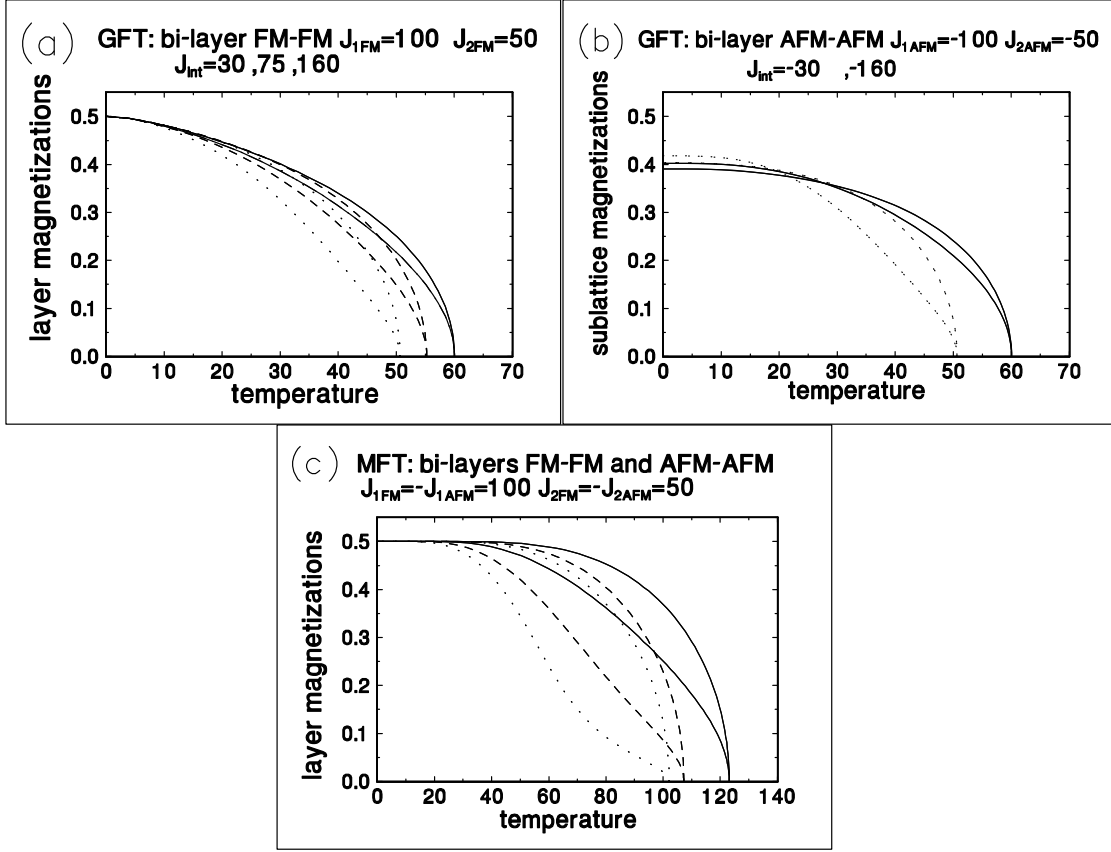 (a) GFT: bi-layer FM-FM J1FM=100 J2FM=50
Jint=30 ,75 ,160
layer magnetizations
0.5
0.4
0.3
0.2
0.1
0.0
0 10 20 30 40 50 60 70
temperature
(b) GFT: bi-layer AFM-AFM J1AFM=-100 J2AFM=-50
Jint=-30 ,-160
sublattice magnetizations
0.5
0.4
0.3
0.2
0.1
0.0
0 10 20 30 40 50 60 70
temperature
(c) MFT: bi-layers FM-FM and AFM-AFM
J1FM=-J1AFM=100 J2FM=-J2AFM=50
layer magnetizations
0.5
0.4
0.3
0.2
0.1
0.0
0 20 40 60 80 100 120 140
temperature